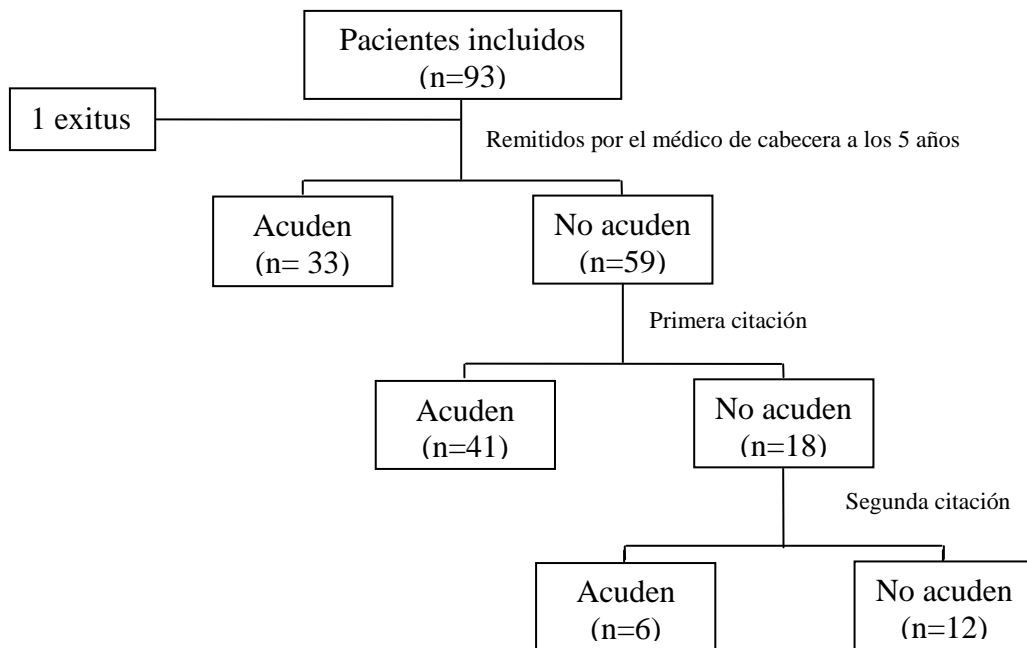 Pacientes incluidos
(n=93)
1 exitus
Remitidos por el médico de cabecera a los 5 años
Acuden
(n= 33)
No acuden
(n=59)
Primera citación
Acuden
(n=41)
No acuden
(n=18)
Segunda citación
Acuden
(n=6)
No acuden
(n=12)